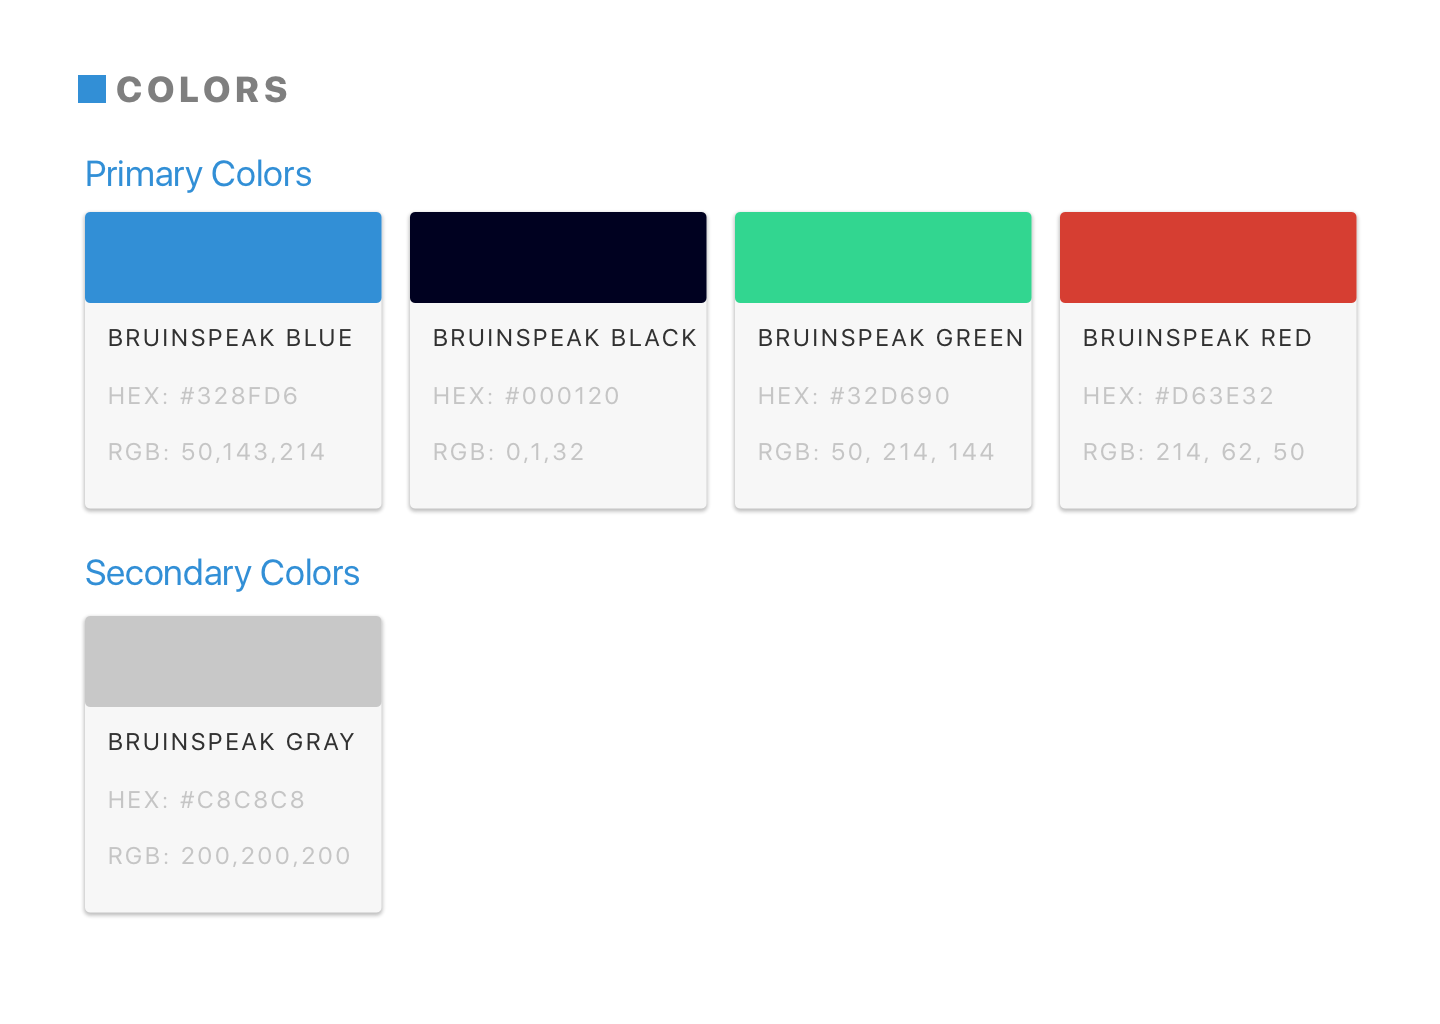 COLORS
Primary Colors
BRUINSPEAK BLUE
HEX: #328FD6
RGB: 50,143,214
BRUINSPEAK BLACK
HEX: #000120
RGB: 0,1,32
BRUINSPEAK GREEN
HEX: #32D690
RGB: 50, 214, 144
BRUINSPEAK RED
HEX: #D63E32
RGB: 214, 62, 50
Secondary Colors
BRUINSPEAK GRAY
HEX: #C8C8C8
RGB: 200,200,200